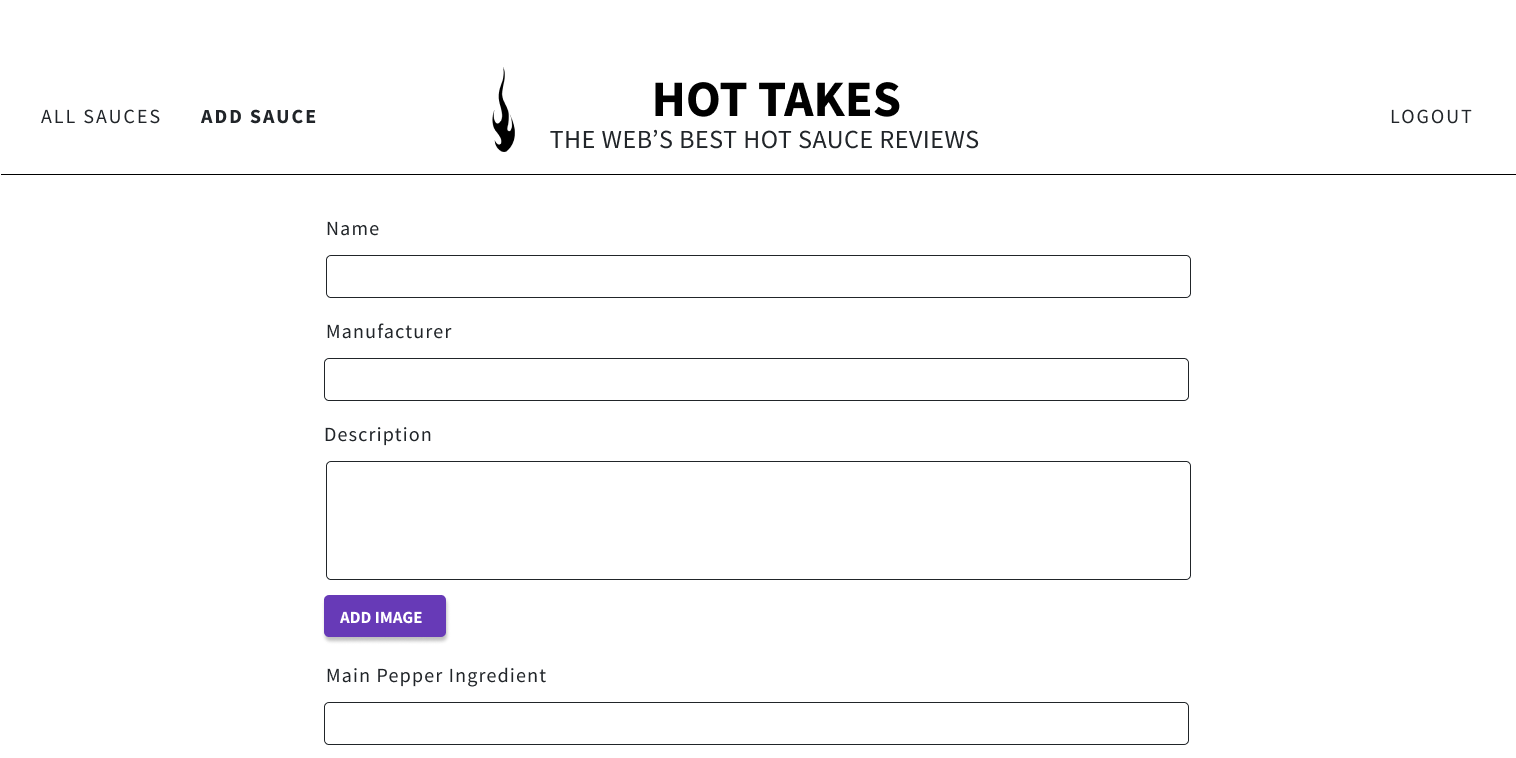 ALL SAUCES
ADD SAUCE
HOT TAKES
THE WEB’S BEST HOT SAUCE REVIEWS
LOGOUT
Name
Manufacturer
Description
ADD IMAGE
Main Pepper Ingredient